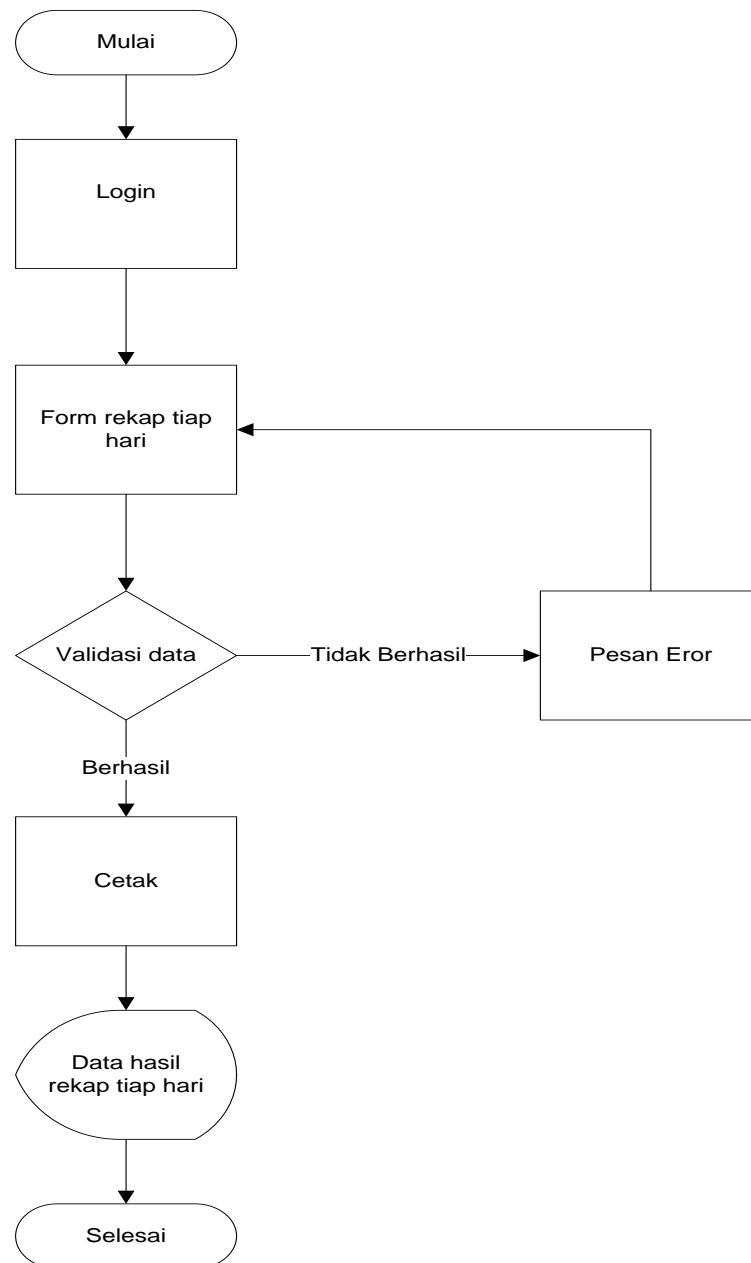 Mulai
Login
Form rekap tiap
hari
Validasi data
Tidak Berhasil
Pesan Eror
Berhasil
Cetak
Data hasil
rekap tiap hari
Selesai